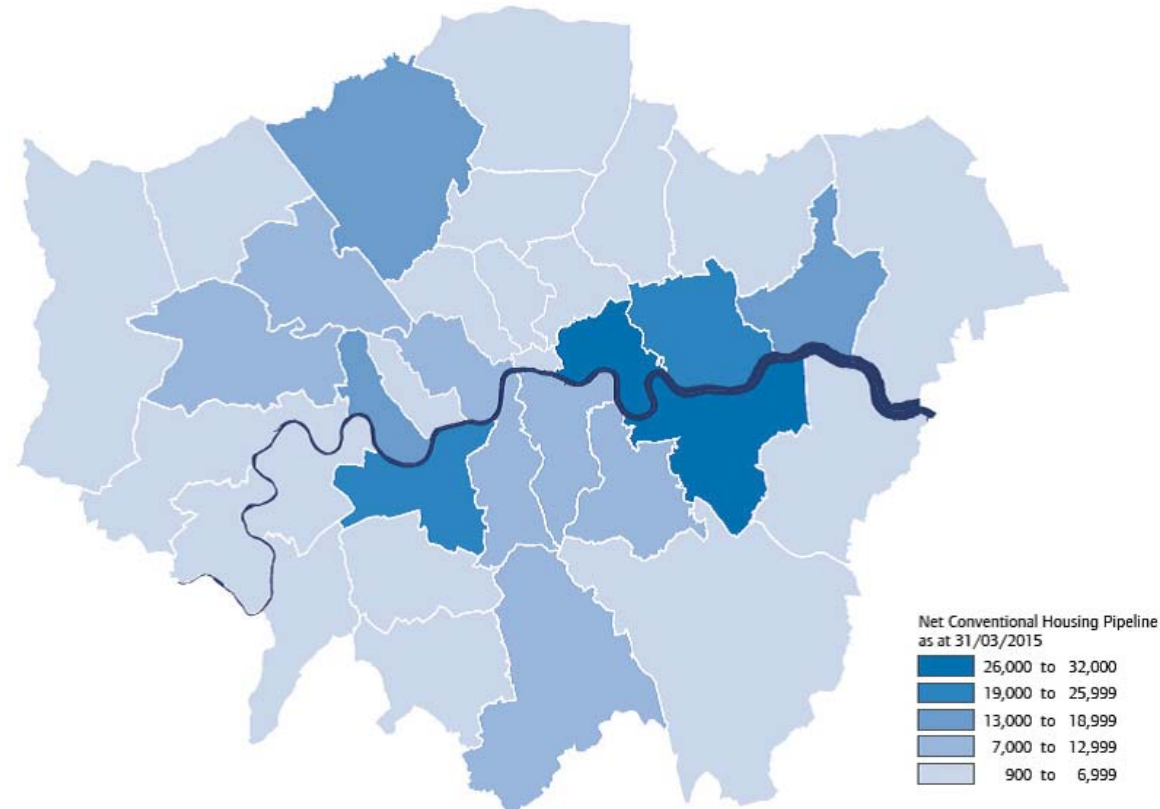 Net Conventional Housing Pipeline
as at 31/03/2015
26,000 to 32,000
19,000 to 25,999
13,000 to 18,999
7,000 to 12,999
900 to 6,999